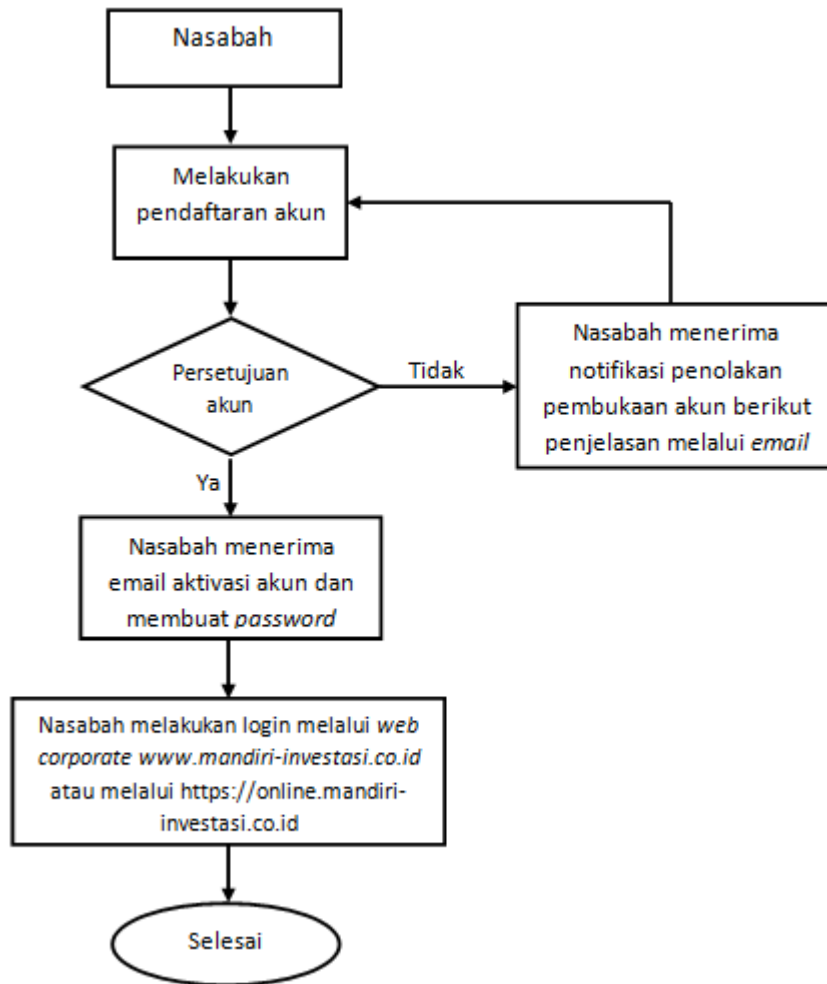 Nasabah
Melakukan
pendaftaran akun
Persetujuan
akun
Tidak
Nasabah menerima
notifikasi penolakan
pembukaan akun berikut
penjelasan melalui email
Ya
Nasabah menerima
email aktivasi akun dan
membuat password
Nasabah melakukan login melalui web
corporate www.mandiri-investasi.co.id
atau melalui https://online.mandiri-
investasi.co.id
Selesai